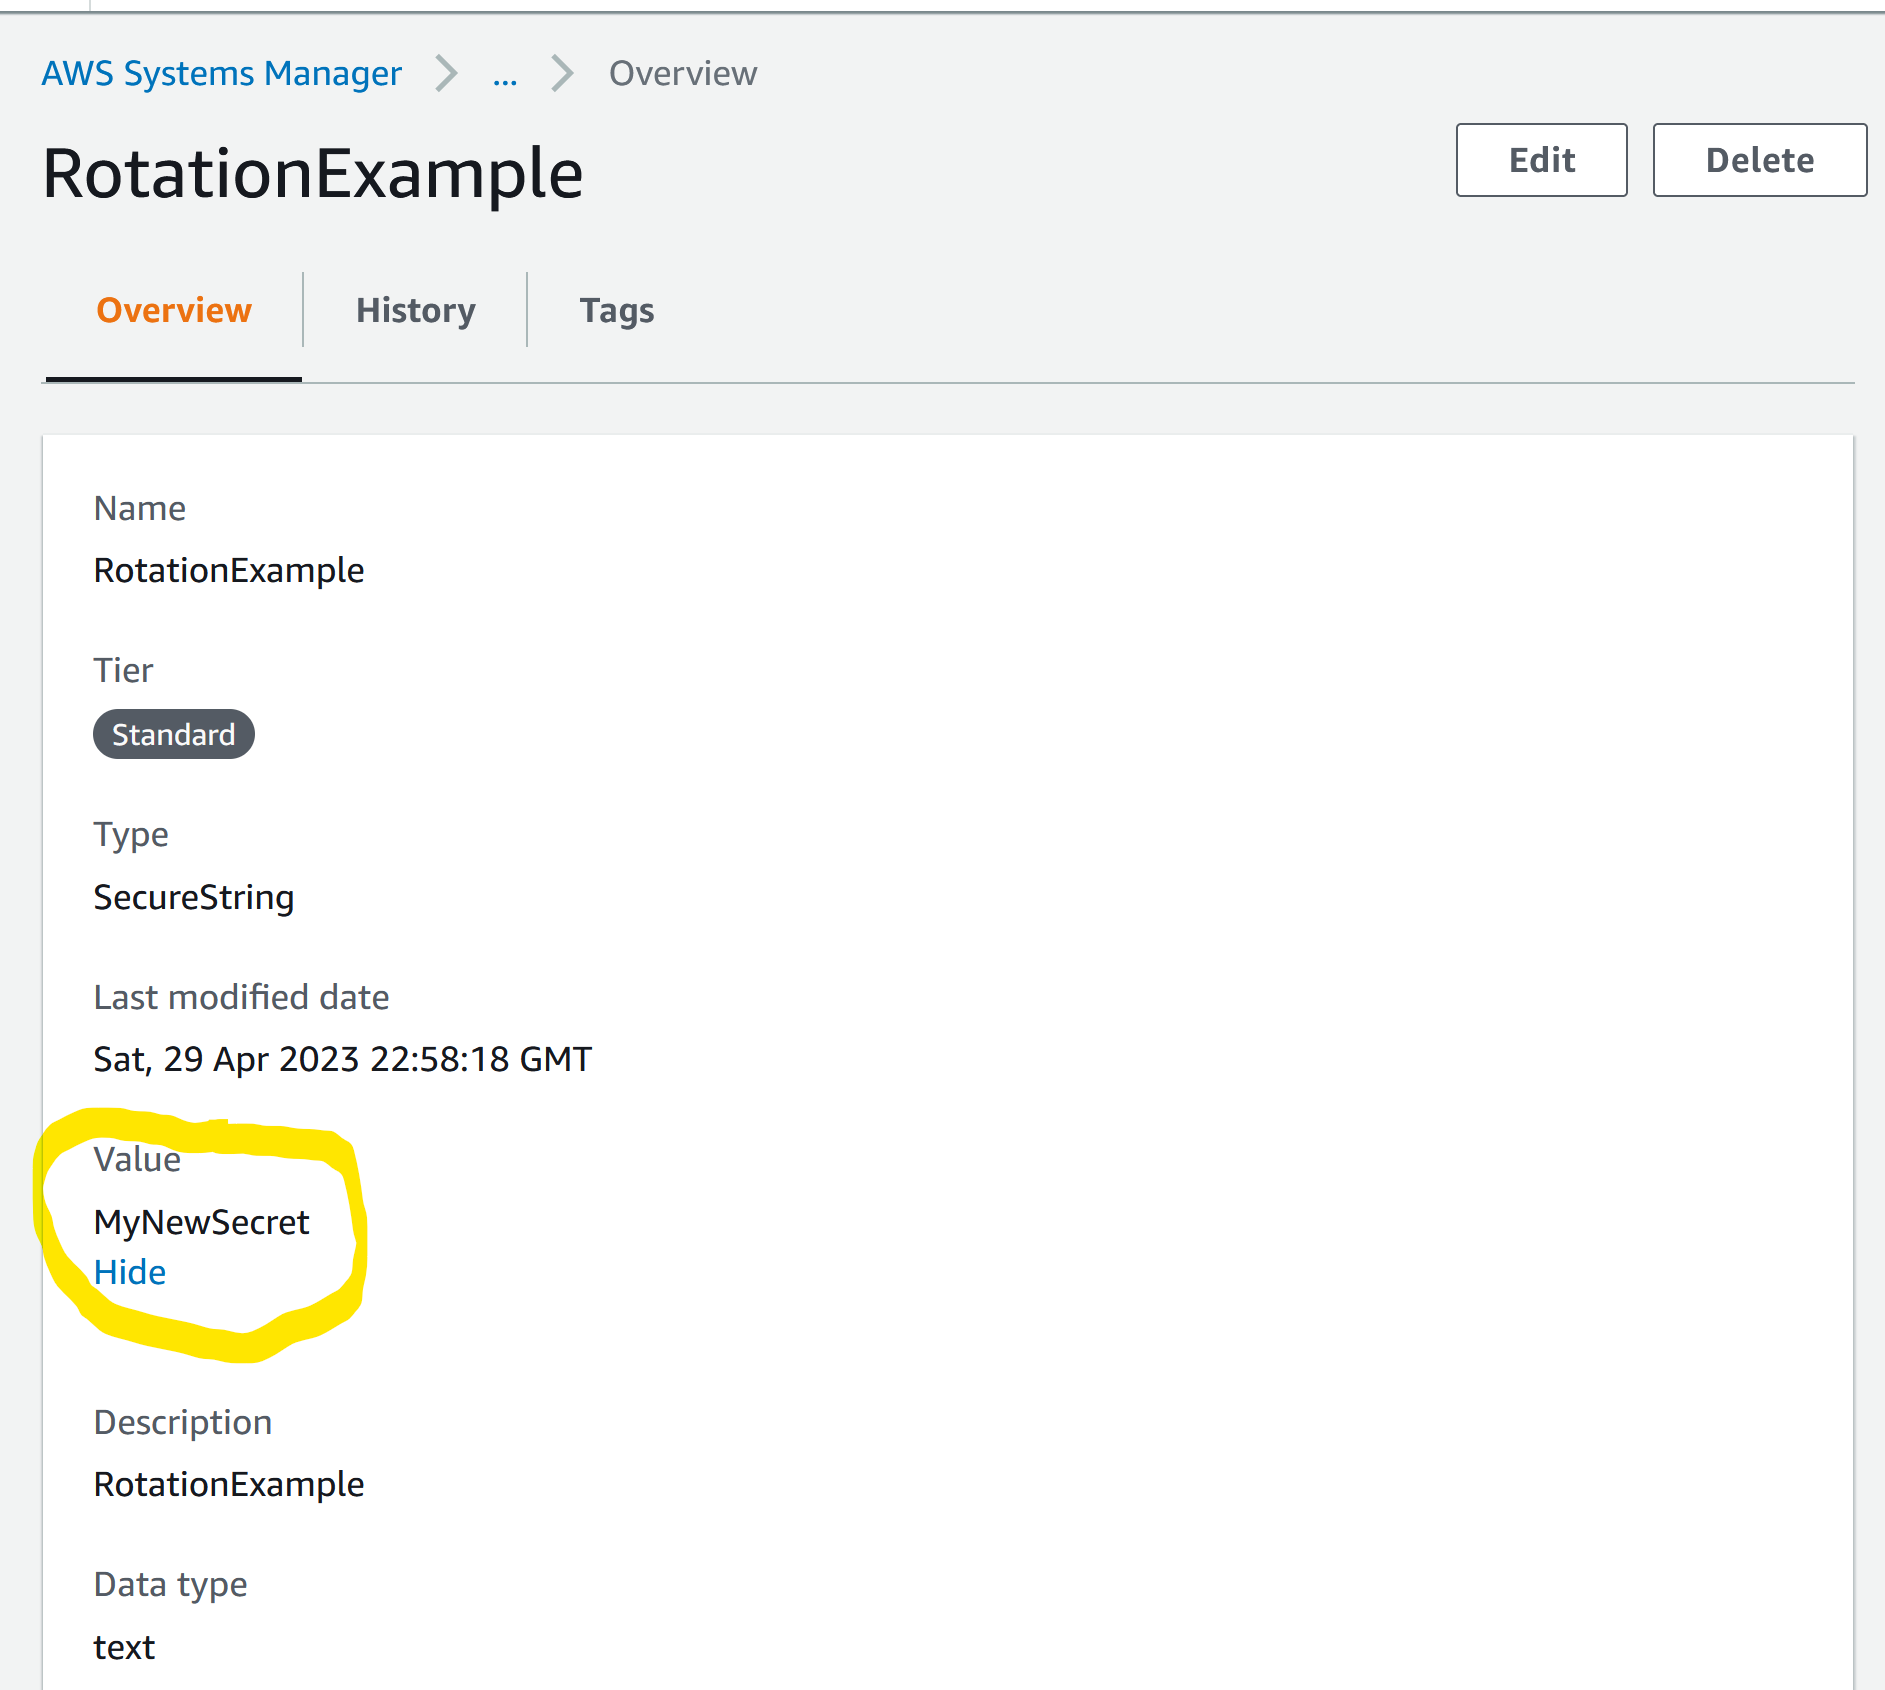 AWS Systems Manager > ... > Overview
RotationExample
Edit Delete
Overview History Tags
Name
RotationExample
Tier
Standard
Type
SecureString
Last modified date
Sat, 29 Apr 2023 22:58:18 GMT
Value
MyNewSecret
Hide
Description
RotationExample
Data type
text